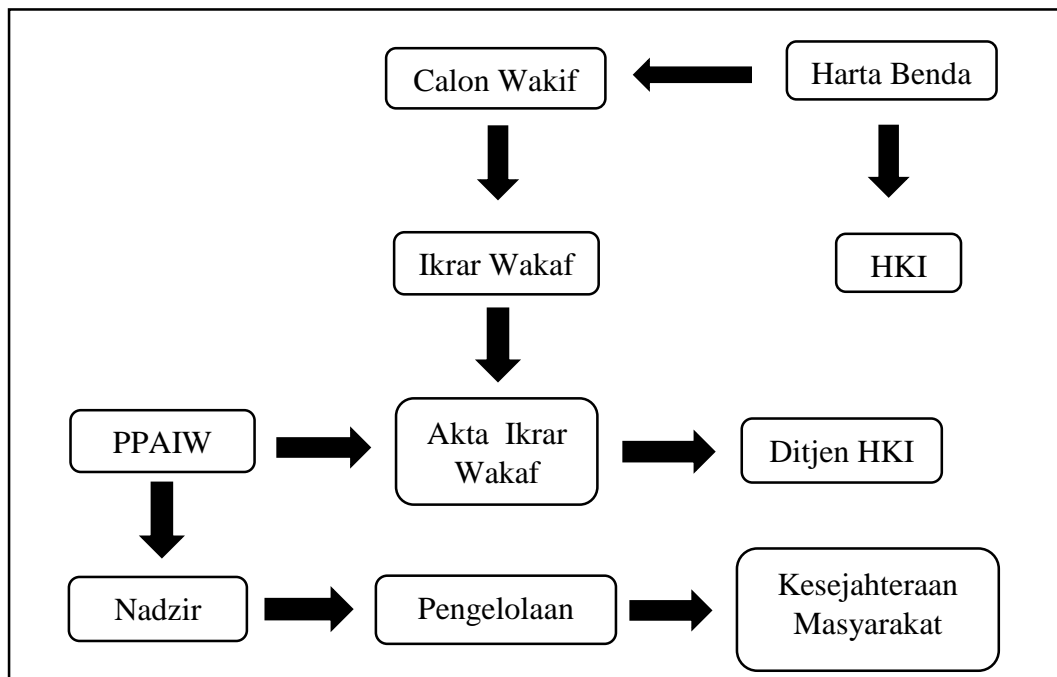 Calon Wakif
Harta Benda
Ikrar Wakaf
HKI
PPAIW
Akta Ikrar
Wakaf
Ditjen HKI
Nadzir
Pengelolaan
Kesejahteraan
Masyarakat